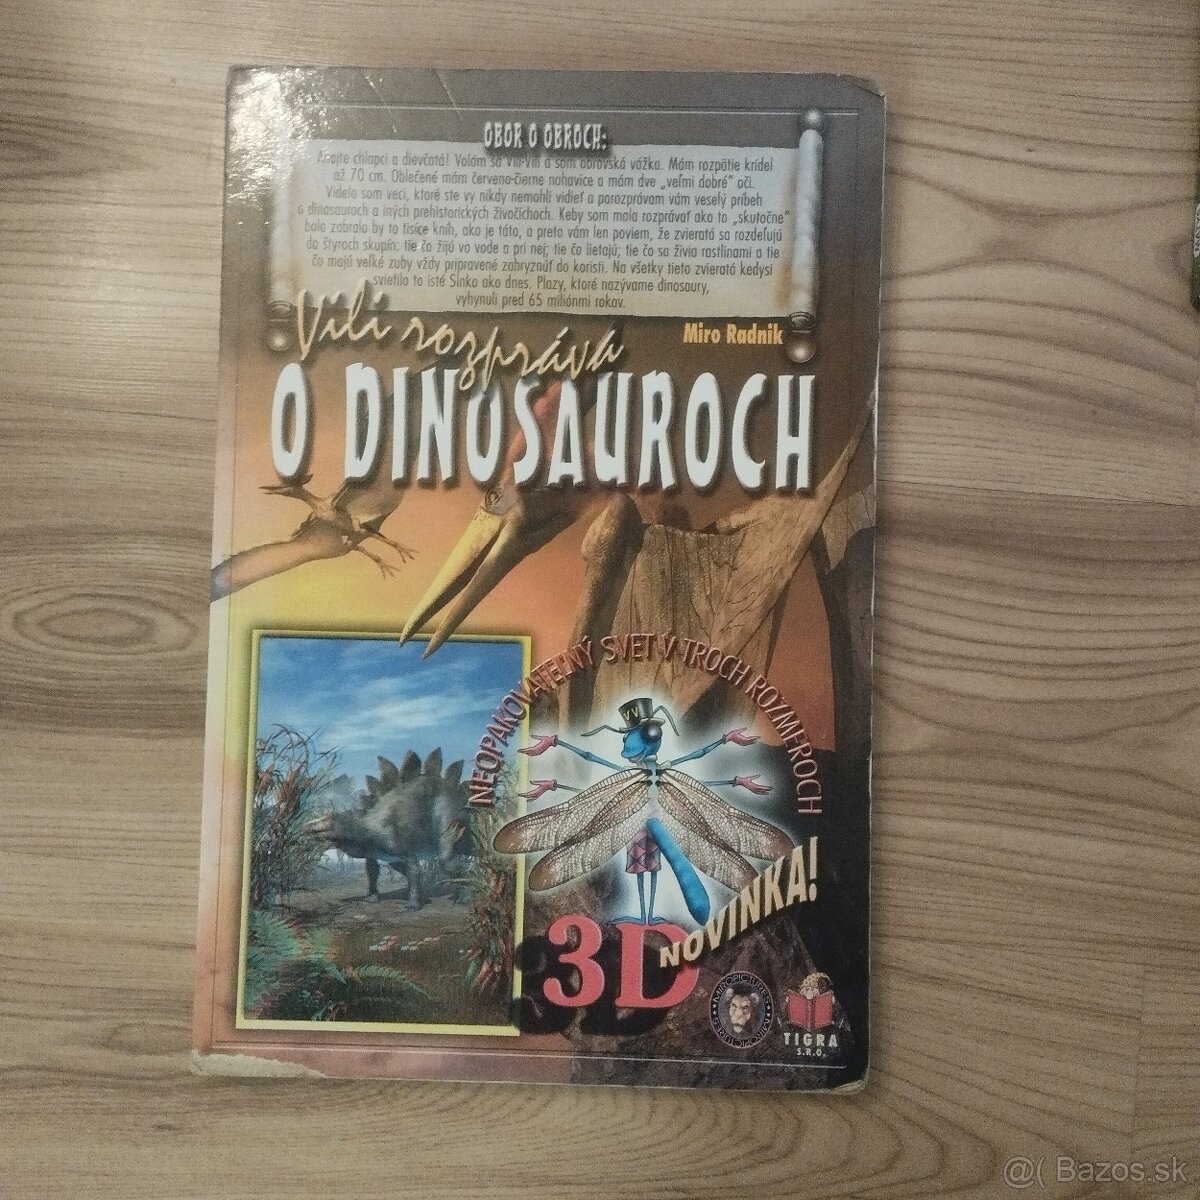 OBOR O OBROCH:
Ahojte chlapci a dievčatá! Volám sa Vili-Vili a som obrovská vážka. Mám rozpätie krídel
až 70 cm. Oblečené mám červeno-čierne nohavice a mám dve „veľmi dobré" oči.
Videla som veci, ktoré ste vy nikdy nemohli vidieť a porozprávam vám veselý príbeh
o dinosauroch a iných prehistorických živočíchoch. Keby som mala rozprávať ako to „skutočne"
bolo zabralo by to tisíce kníh, ako je táto, a preto vám len poviem, že zvieratá sa rozdeľujú
do štyroch skupín: tie čo žijú vo vode a pri nej; tie čo lietajú; tie čo sa živia rastlinami a tie
čo majú veľké zuby vždy pripravené zahryznúť do koristi. Na všetky tieto zvieratá kedysi
svietilo to isté Slnko ako dnes. Plazy, ktoré nazývame dinosaury,
vyhynuli pred 65 miliónmi rokov.
Miro Radnik
Vili rozpráva
O DINOSAUROCH
NEOPAKOVATEĽNÝ SVET V TROCH ROZMEROCH
VV
3D
NOVINKA!
MIROPICTURES
TIGRA
S.R.O.
@( Bazos.sk